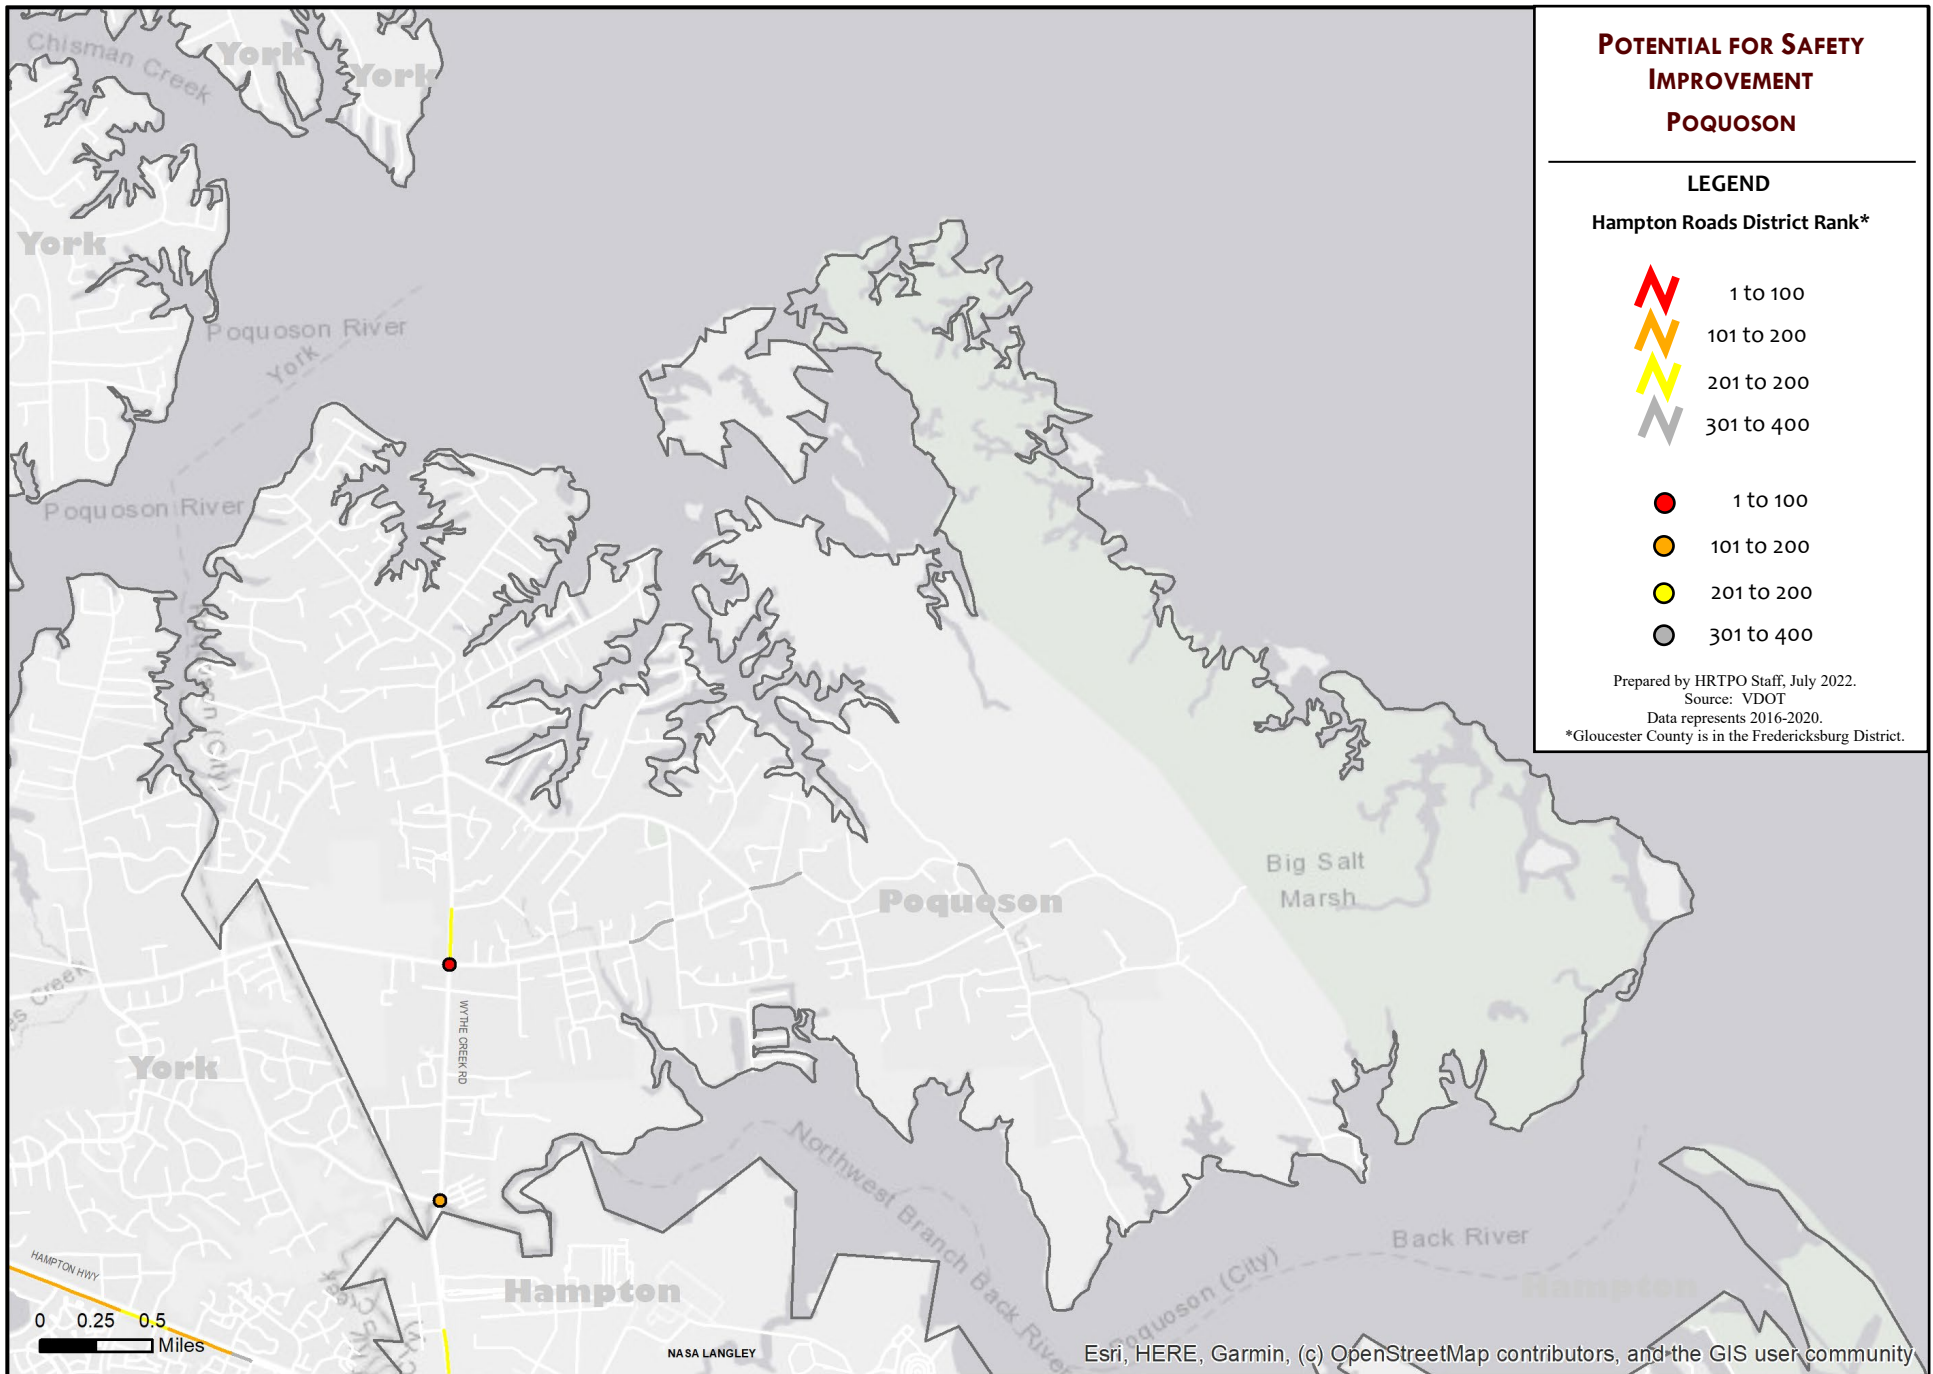 POTENTIAL FOR SAFETY
IMPROVEMENT
POQUOSON
LEGEND
Hampton Roads District Rank*
1 to 100
101 to 200
201 to 200
301 to 400
1 to 100
101 to 200
201 to 200
301 to 400
Prepared by HRTPO Staff, July 2022.
Source: VDOT
Data represents 2016-2020.
*Gloucester County is in the Fredericksburg District.
Chisman Creek
York
York
York
Poquoson River
York
Poquoson River
(City)
Big Salt
Marsh
Poquoson
Creek
WYTHE CREEK RD
York
Northwest Branch Back River
Back River
Poquoson (City)
Hampton
Hampton
HAMPTON HWY
0 0.25 0.5
Miles
NASA LANGLEY
Esri, HERE, Garmin, (c) OpenStreetMap contributors, and the GIS user community